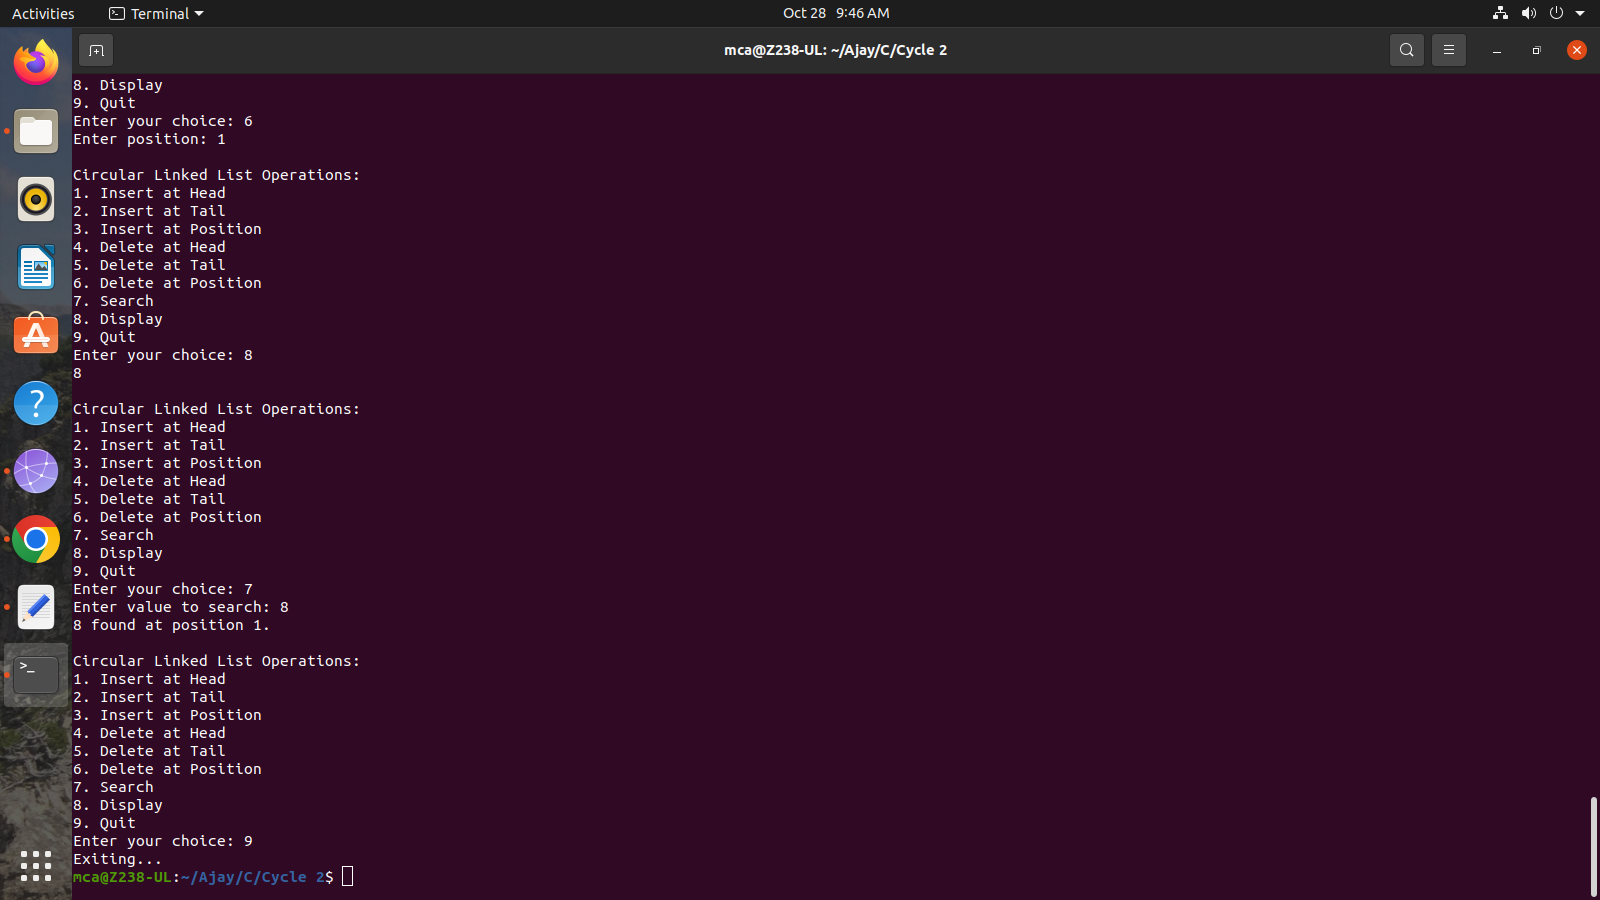 Activities
Terminal
Oct 28 9:46 AM
mca@Z238-UL: ~/Ajay/C/Cycle 2
8. Display
9. Quit
Enter your choice: 6
Enter position: 1
Circular Linked List Operations:
1. Insert at Head
2. Insert at Tail
3. Insert at Position
4. Delete at Head
5. Delete at Tail
6. Delete at Position
7. Search
8. Display
9. Quit
Enter your choice: 8
8
Circular Linked List Operations:
1. Insert at Head
2. Insert at Tail
3. Insert at Position
4. Delete at Head
5. Delete at Tail
6. Delete at Position
7. Search
8. Display
9. Quit
Enter your choice: 7
Enter value to search: 8
8 found at position 1.
Circular Linked List Operations:
1. Insert at Head
2. Insert at Tail
3. Insert at Position
4. Delete at Head
5. Delete at Tail
6. Delete at Position
7. Search
8. Display
9. Quit
Enter your choice: 9
Exiting...
mca@Z238-UL:~/Ajay/C/Cycle 2$